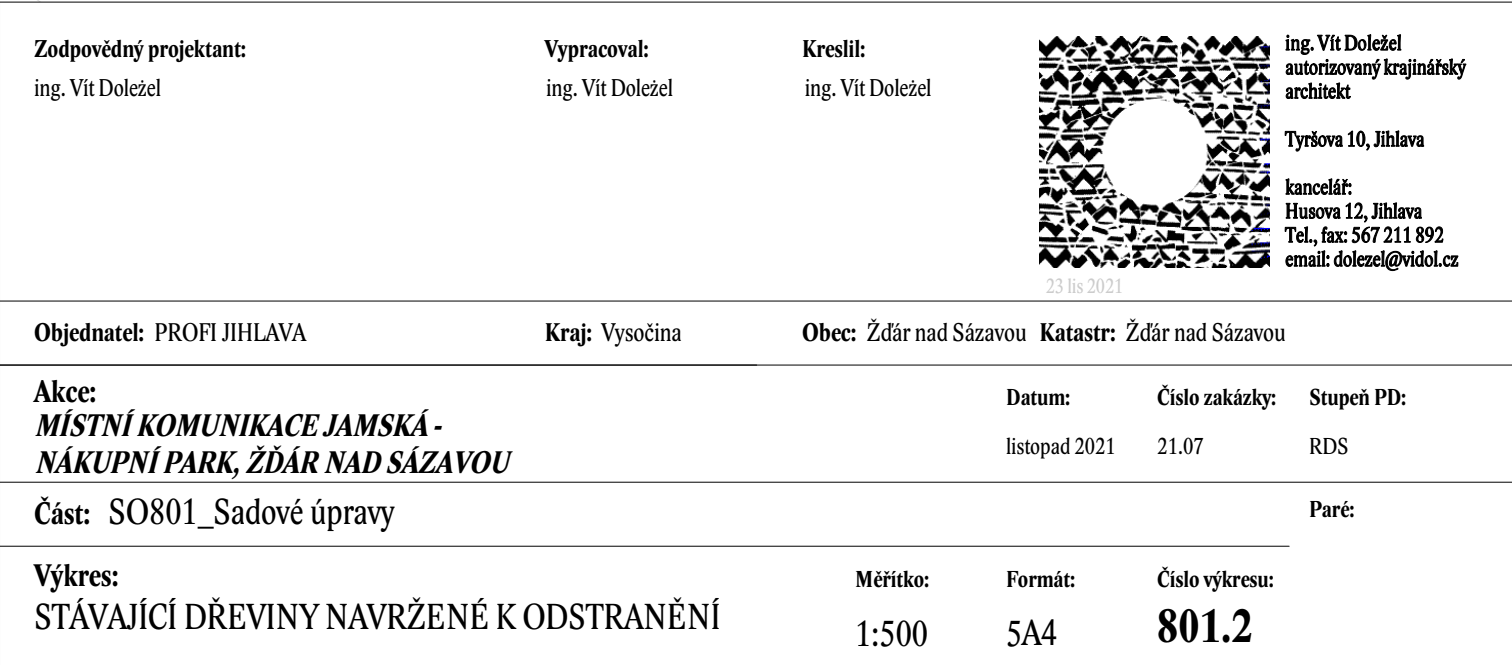 Zodpovědný projektant:
ing. Vít Doležel
Vypracoval:
ing. Vít Doležel
Kreslil:
ing. Vít Doležel
ing. Vít Doležel
autorizovaný krajinářský
architekt
Tyršova 10, Jihlava
kancelář:
Husova 12, Jihlava
Tel., fax: 567 211 892
email: dolezel@vidol.cz
23 lis 2021
Objednatel: PROFI JIHLAVA
Kraj: Vysočina
Obec: Žďár nad Sázavou Katastr: Žďár nad Sázavou
Akce:
MÍSTNÍ KOMUNIKACE JAMSKÁ -
NÁKUPNÍ PARK, ŽĎÁR NAD SÁZAVOU
Datum:
listopad 2021
Číslo zakázky:
21.07
Stupeň PD:
RDS
Část: SO801_Sadové úpravy
Paré:
Výkres:
STÁVAJÍCÍ DŘEVINY NAVRŽENÉ K ODSTRANĚNÍ
Měřítko:
1:500
Formát:
5A4
Číslo výkresu:
801.2